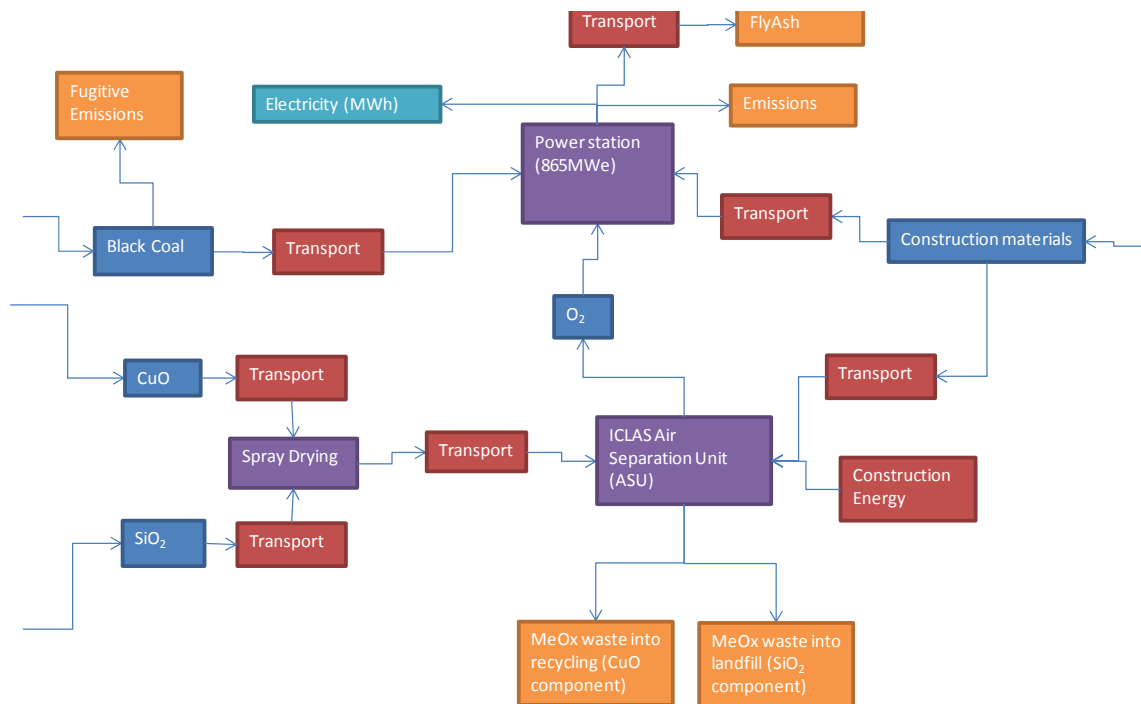 Transport
FlyAsh
Fugitive
Emissions
Electricity (MWh)
Emissions
Power station
(865MWe)
Transport
Black Coal
Transport
Construction materials
O₂
CuO
Transport
Transport
Spray Drying
Transport
ICLAS Air
Separation Unit
(ASU)
Construction
Energy
SiO₂
Transport
MeOx waste into
recycling (CuO
component)
MeOx waste into
landfill (SiO₂
component)